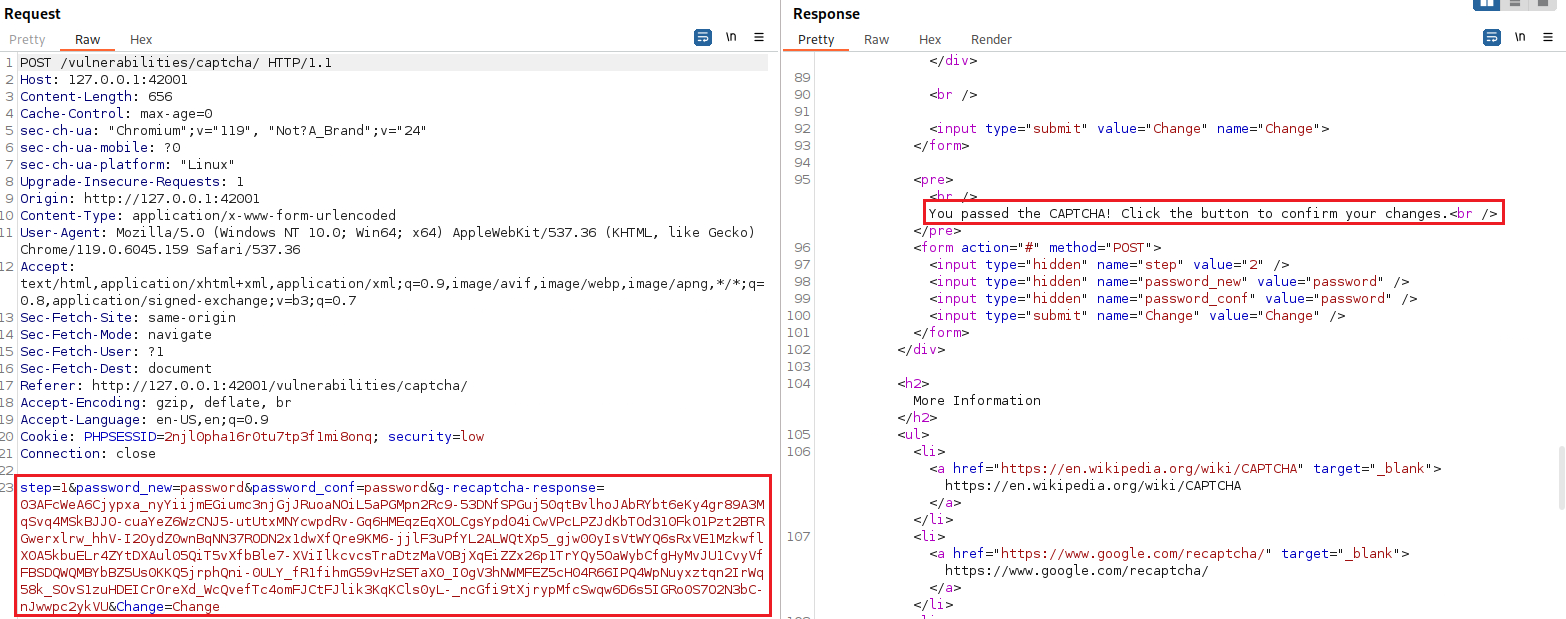 Request
Pretty Raw Hex
\n
1 POST /vulnerabilities/captcha/ HTTP/1.1
2 Host: 127.0.0.1:42001
3 Content-Length: 656
4 Cache-Control: max-age=0
5 sec-ch-ua: "Chromium";v="119", "Not?A_Brand";v="24"
6 sec-ch-ua-mobile: ?0
7 sec-ch-ua-platform: "Linux"
8 Upgrade-Insecure-Requests: 1
9 Origin: http://127.0.0.1:42001
10 Content-Type: application/x-www-form-urlencoded
11 User-Agent: Mozilla/5.0 (Windows NT 10.0; Win64; x64) AppleWebKit/537.36 (KHTML, like Gecko)
Chrome/119.0.6045.159 Safari/537.36
12 Accept:
text/html,application/xhtml+xml,application/xml;q=0.9,image/avif,image/webp,image/apng,*/*;q=
0.8,application/signed-exchange;v=b3;q=0.7
13 Sec-Fetch-Site: same-origin
14 Sec-Fetch-Mode: navigate
15 Sec-Fetch-User: ?1
16 Sec-Fetch-Dest: document
17 Referer: http://127.0.0.1:42001/vulnerabilities/captcha/
18 Accept-Encoding: gzip, deflate, br
19 Accept-Language: en-US,en;q=0.9
20 Cookie: PHPSESSID=2njl0pha16r0tu7tp3f1mi8onq; security=low
21 Connection: close
22
23 step=1&password_new=password&password_conf=password&g-recaptcha-response=
03AFcWeA6Cjypxa_nyYiijmEGiumc3njGjJRuoaNOiL5aPGMpn2Rc9-53DNfSPGuj50qtBvlhoJAbRYbt6eKy4gr89A3M
qSvq4MSkBJJ0-cuaYeZ6WzCNJ5-utUtxMNYcwpdRv-Gq6HMEqzEqXOLCgsYpd04iCwVPcLPZJdKbTOd310FkO1Pzt2BTR
Gwerxlrw_hhV-I2OydZOwnBqNN37RODN2x1dwXfQre9KM6-jjlF3uPfYL2ALWQtXp5_gjw00yIsVtWYQ6sRxVE1Mzkwfl
X0A5kbuELr4ZYtDXAul05QiT5vXfbBle7-XViIlkcvcsTraDtzMaVOBjXqEiZZx26p1TrYQy50aWybCfgHyMvJU1CvyVf
FBSDQWQMBYbBZ5Us0KKQ5jrphQni-0ULY_fR1fihmG59vHzSETaX0_I0gV3hNWMFEZ5cH04R66IPQ4WpNuyxztqn2IrWq
58k_SOvS1zuHDEICr0reXd_WcQvefTc4omFJCtFJlik3KqKCls0yL-_ncGfi9tXjrypMfcSwqw6D6s5IGRo0S7O2N3bC-
nJwwpc2ykVU&Change=Change
Response
Pretty Raw Hex Render
\n
</div>
89
90 <br />
91
92 <input type="submit" value="Change" name="Change">
93 </form>
94
95 <pre>
<br />
You passed the CAPTCHA! Click the button to confirm your changes.<br />
</pre>
96 <form action="#" method="POST">
97 <input type="hidden" name="step" value="2" />
98 <input type="hidden" name="password_new" value="password" />
99 <input type="hidden" name="password_conf" value="password" />
100 <input type="submit" name="Change" value="Change" />
101 </form>
102 </div>
103
104 <h2>
More Information
</h2>
105 <ul>
106 <li>
<a href="https://en.wikipedia.org/wiki/CAPTCHA" target="_blank">
https://en.wikipedia.org/wiki/CAPTCHA
</a>
</li>
107 <li>
<a href="https://www.google.com/recaptcha/" target="_blank">
https://www.google.com/recaptcha/
</a>
</li>